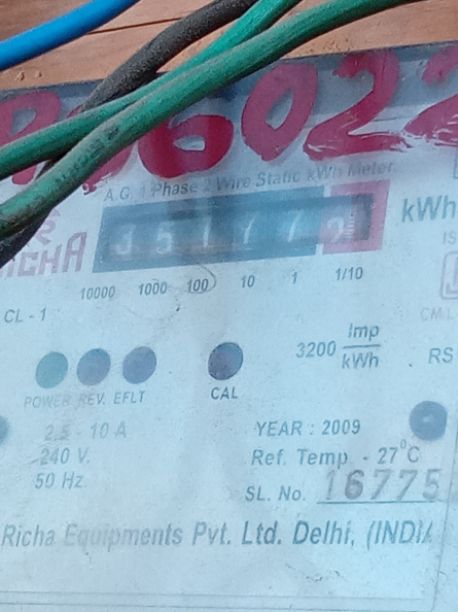 A.C. 1 Phase 2 Wire Static kWh Meter
kWh
RICHA
10000 1000 100 10 1 1/10
CL - 1
3200 Imp/kWh
RS
POWER REV. EFLT
CAL
2.5 - 10 A
YEAR : 2009
240 V.
Ref. Temp - 27°C
50 Hz
SL. No. 16775
Richa Equipments Pvt. Ltd. Delhi, (INDIA